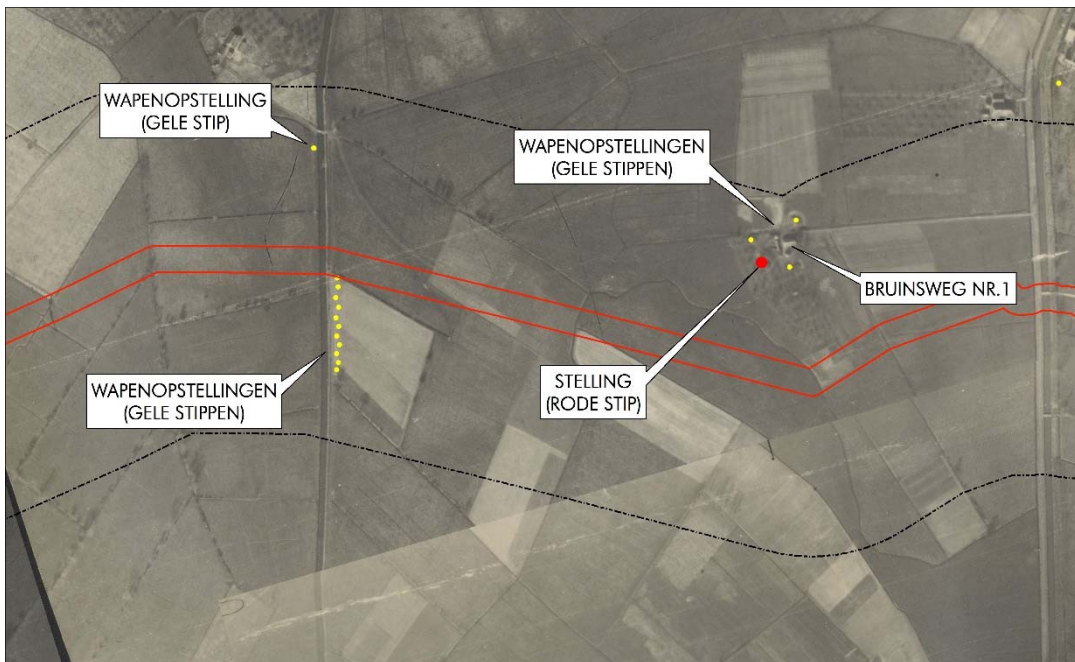 WAPENOPSTELLING
(GELE STIP)
WAPENOPSTELLINGEN
(GELE STIPPEN)
BRUINSWEG NR.1
WAPENOPSTELLINGEN
(GELE STIPPEN)
STELLING
(RODE STIP)